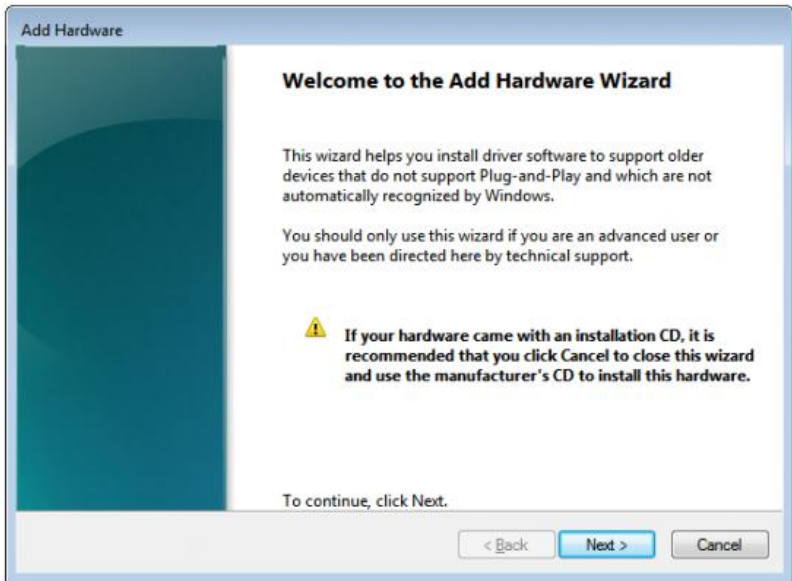 Add Hardware
Welcome to the Add Hardware Wizard
This wizard helps you install driver software to support older
devices that do not support Plug-and-Play and which are not
automatically recognized by Windows.
You should only use this wizard if you are an advanced user or
you have been directed here by technical support.
If your hardware came with an installation CD, it is
recommended that you click Cancel to close this wizard
and use the manufacturer's CD to install this hardware.
To continue, click Next.
< Back Next > Cancel